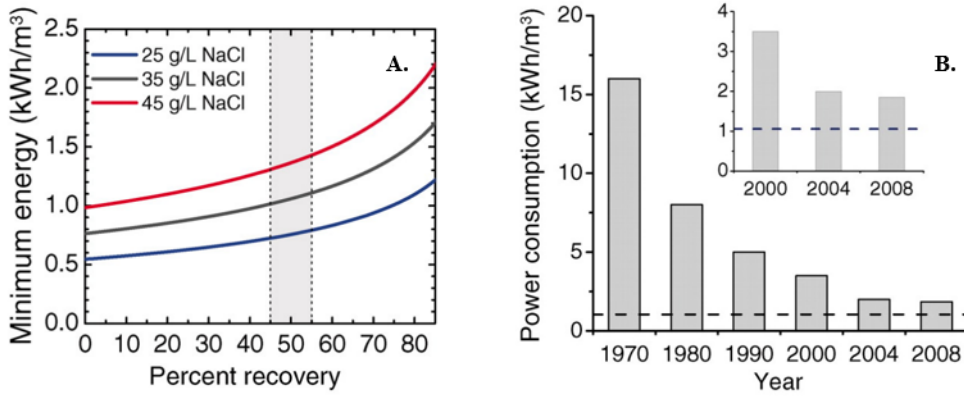 A.
Minimum energy (kWh/m³)
2.5
2.0
1.5
1.0
0.5
0.0
25 g/L NaCl
35 g/L NaCl
45 g/L NaCl
0 10 20 30 40 50 60 70 80
Percent recovery
B.
Power consumption (kWh/m³)
20
15
10
5
0
4
3
2
1
0
2000 2004 2008
1970 1980 1990 2000 2004 2008
Year